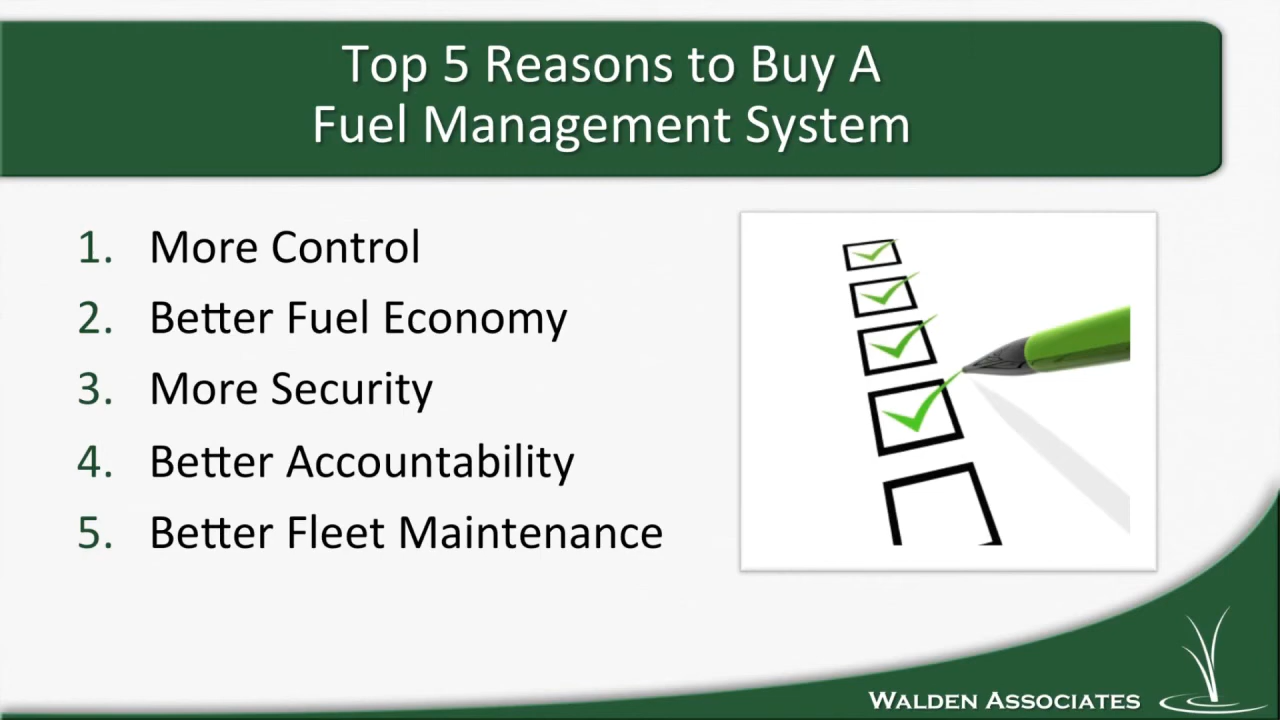 Top 5 Reasons to Buy A
Fuel Management System
1. More Control
2. Better Fuel Economy
3. More Security
4. Better Accountability
5. Better Fleet Maintenance
WALDEN ASSOCIATES